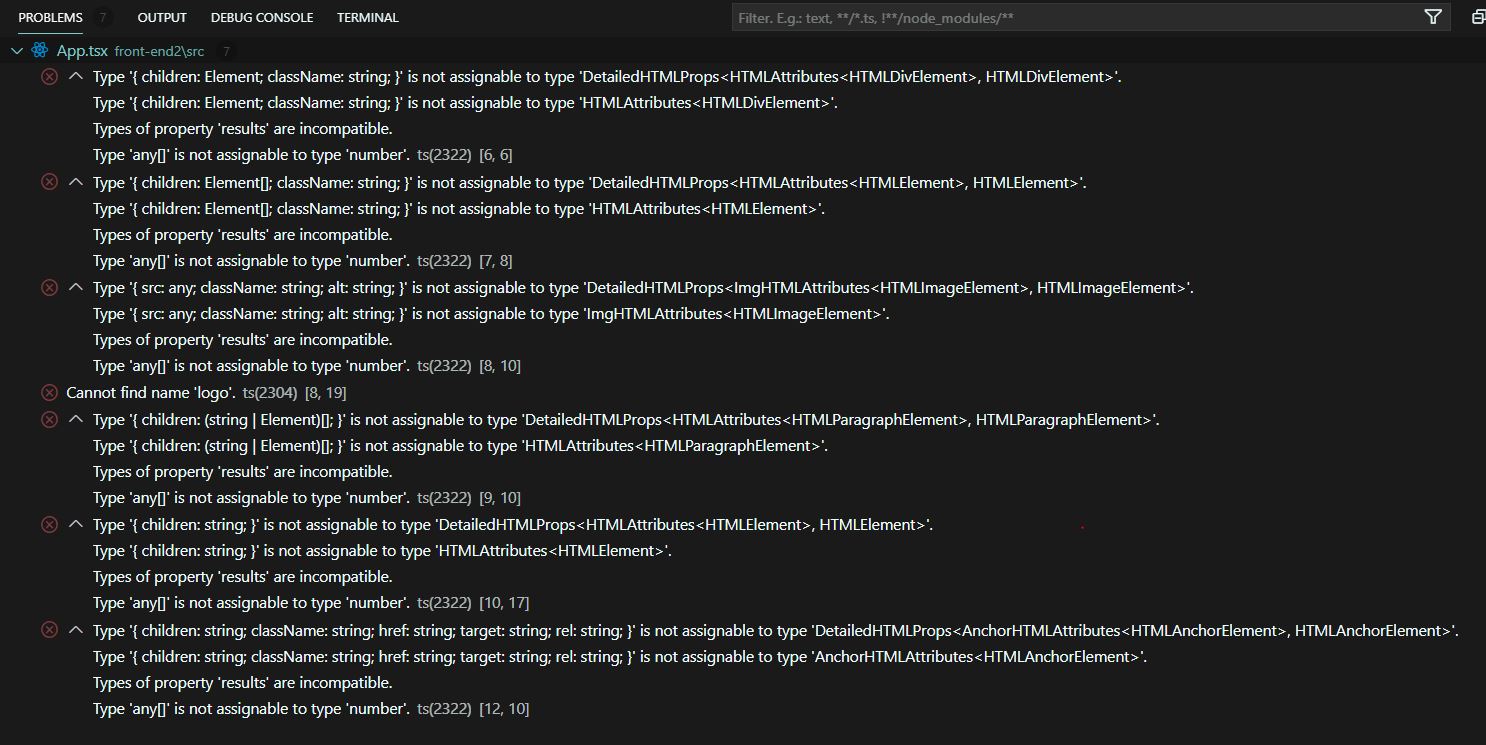 PROBLEMS 7 OUTPUT DEBUG CONSOLE TERMINAL Filter. E.g.: text, **/*.ts, !**/node_modules/**
App.tsx front-end2\src 7
Type '{ children: Element; className: string; }' is not assignable to type 'DetailedHTMLProps<HTMLAttributes<HTMLDivElement>, HTMLDivElement>'.
Type '{ children: Element; className: string; }' is not assignable to type 'HTMLAttributes<HTMLDivElement>'.
Types of property 'results' are incompatible.
Type 'any[]' is not assignable to type 'number'. ts(2322) [6, 6]
Type '{ children: Element[]; className: string; }' is not assignable to type 'DetailedHTMLProps<HTMLAttributes<HTMLElement>, HTMLElement>'.
Type '{ children: Element[]; className: string; }' is not assignable to type 'HTMLAttributes<HTMLElement>'.
Types of property 'results' are incompatible.
Type 'any[]' is not assignable to type 'number'. ts(2322) [7, 8]
Type '{ src: any; className: string; alt: string; }' is not assignable to type 'DetailedHTMLProps<ImgHTMLAttributes<HTMLImageElement>, HTMLImageElement>'.
Type '{ src: any; className: string; alt: string; }' is not assignable to type 'ImgHTMLAttributes<HTMLImageElement>'.
Types of property 'results' are incompatible.
Type 'any[]' is not assignable to type 'number'. ts(2322) [8, 10]
Cannot find name 'logo'. ts(2304) [8, 19]
Type '{ children: (string | Element)[]; }' is not assignable to type 'DetailedHTMLProps<HTMLAttributes<HTMLParagraphElement>, HTMLParagraphElement>'.
Type '{ children: (string | Element)[]; }' is not assignable to type 'HTMLAttributes<HTMLParagraphElement>'.
Types of property 'results' are incompatible.
Type 'any[]' is not assignable to type 'number'. ts(2322) [9, 10]
Type '{ children: string; }' is not assignable to type 'DetailedHTMLProps<HTMLAttributes<HTMLElement>, HTMLElement>'.
Type '{ children: string; }' is not assignable to type 'HTMLAttributes<HTMLElement>'.
Types of property 'results' are incompatible.
Type 'any[]' is not assignable to type 'number'. ts(2322) [10, 17]
Type '{ children: string; className: string; href: string; target: string; rel: string; }' is not assignable to type 'DetailedHTMLProps<AnchorHTMLAttributes<HTMLAnchorElement>, HTMLAnchorElement>'.
Type '{ children: string; className: string; href: string; target: string; rel: string; }' is not assignable to type 'AnchorHTMLAttributes<HTMLAnchorElement>'.
Types of property 'results' are incompatible.
Type 'any[]' is not assignable to type 'number'. ts(2322) [12, 10]